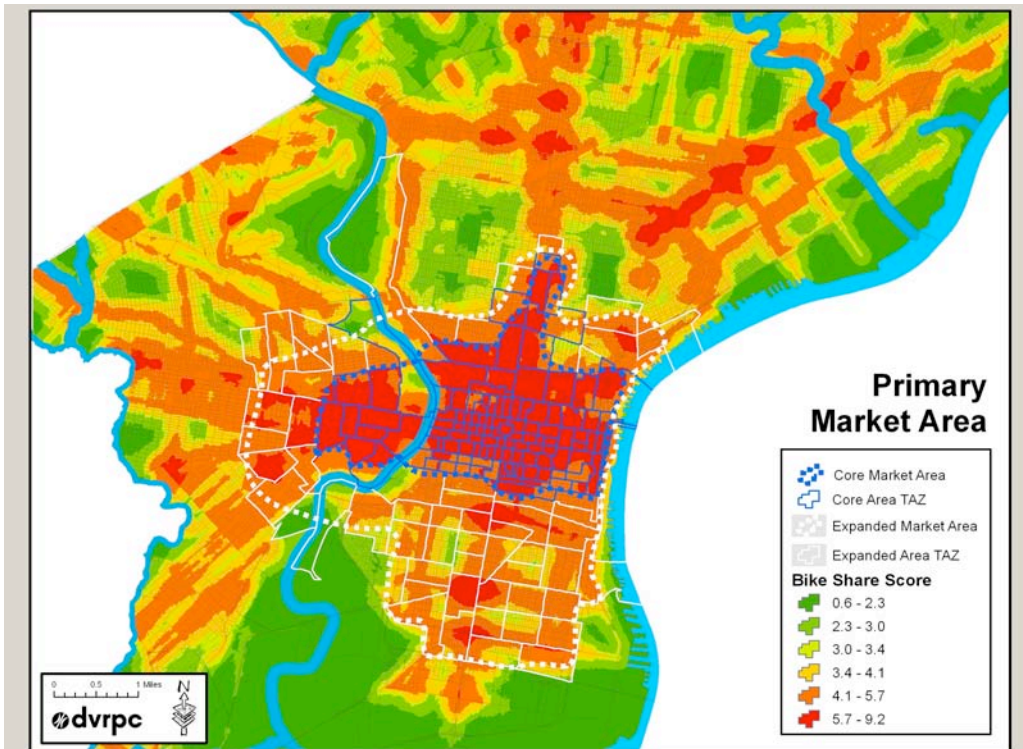 Primary
Market Area
Core Market Area
Core Area TAZ
Expanded Market Area
Expanded Area TAZ
Bike Share Score
0.6 - 2.3
2.3 - 3.0
3.0 - 3.4
3.4 - 4.1
4.1 - 5.7
5.7 - 9.2
0 0.5 1 Miles N
dvrpc